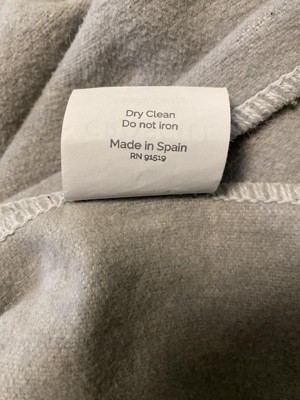 Dry Clean
Do not iron
Made in Spain
RN 91519